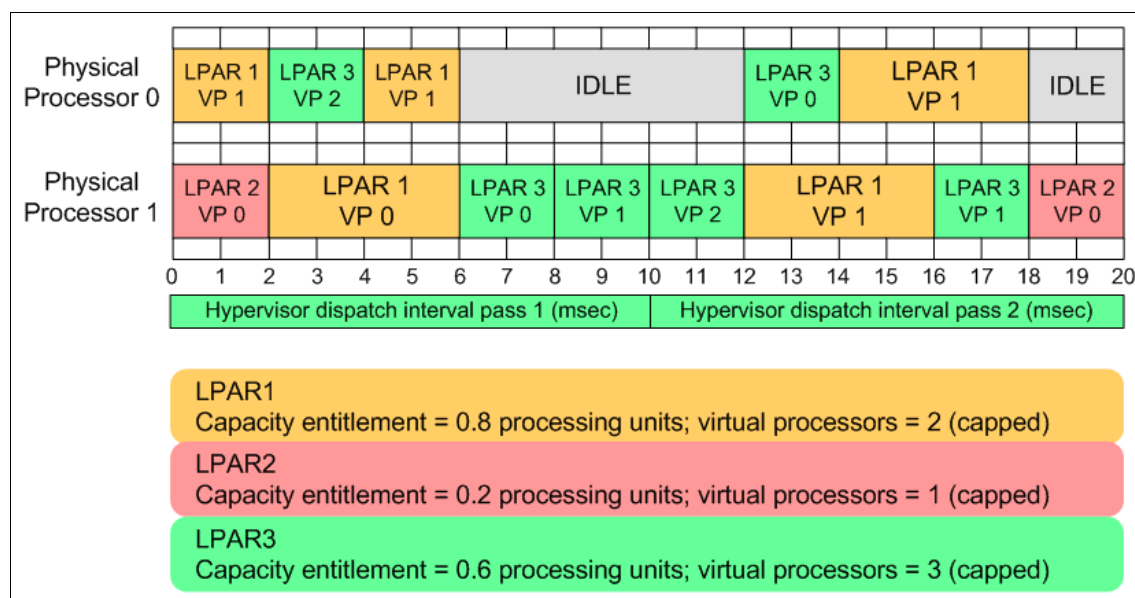 Physical
Processor 0
LPAR 1
VP 1
LPAR 3
VP 2
LPAR 1
VP 1
IDLE
LPAR 3
VP 0
LPAR 1
VP 1
IDLE
Physical
Processor 1
LPAR 2
VP 0
LPAR 1
VP 0
LPAR 3
VP 0
LPAR 3
VP 1
LPAR 3
VP 2
LPAR 1
VP 1
LPAR 3
VP 1
LPAR 2
VP 0
0 1 2 3 4 5 6 7 8 9 10 11 12 13 14 15 16 17 18 19 20
Hypervisor dispatch interval pass 1 (msec)
Hypervisor dispatch interval pass 2 (msec)
LPAR1
Capacity entitlement = 0.8 processing units; virtual processors = 2 (capped)
LPAR2
Capacity entitlement = 0.2 processing units; virtual processors = 1 (capped)
LPAR3
Capacity entitlement = 0.6 processing units; virtual processors = 3 (capped)